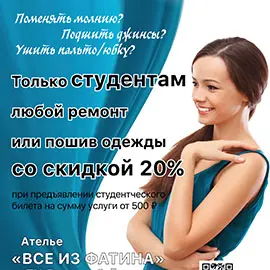 Поменять молнию?
Подшить джинсы?
Ушить пальто/юбку?
Только студентам
любой ремонт
или пошив одежды
со скидкой 20%
при предъявлении студенческого
билета на сумму услуги от 500 ₽
Ателье
«ВСЕ ИЗ ФАТИНА»